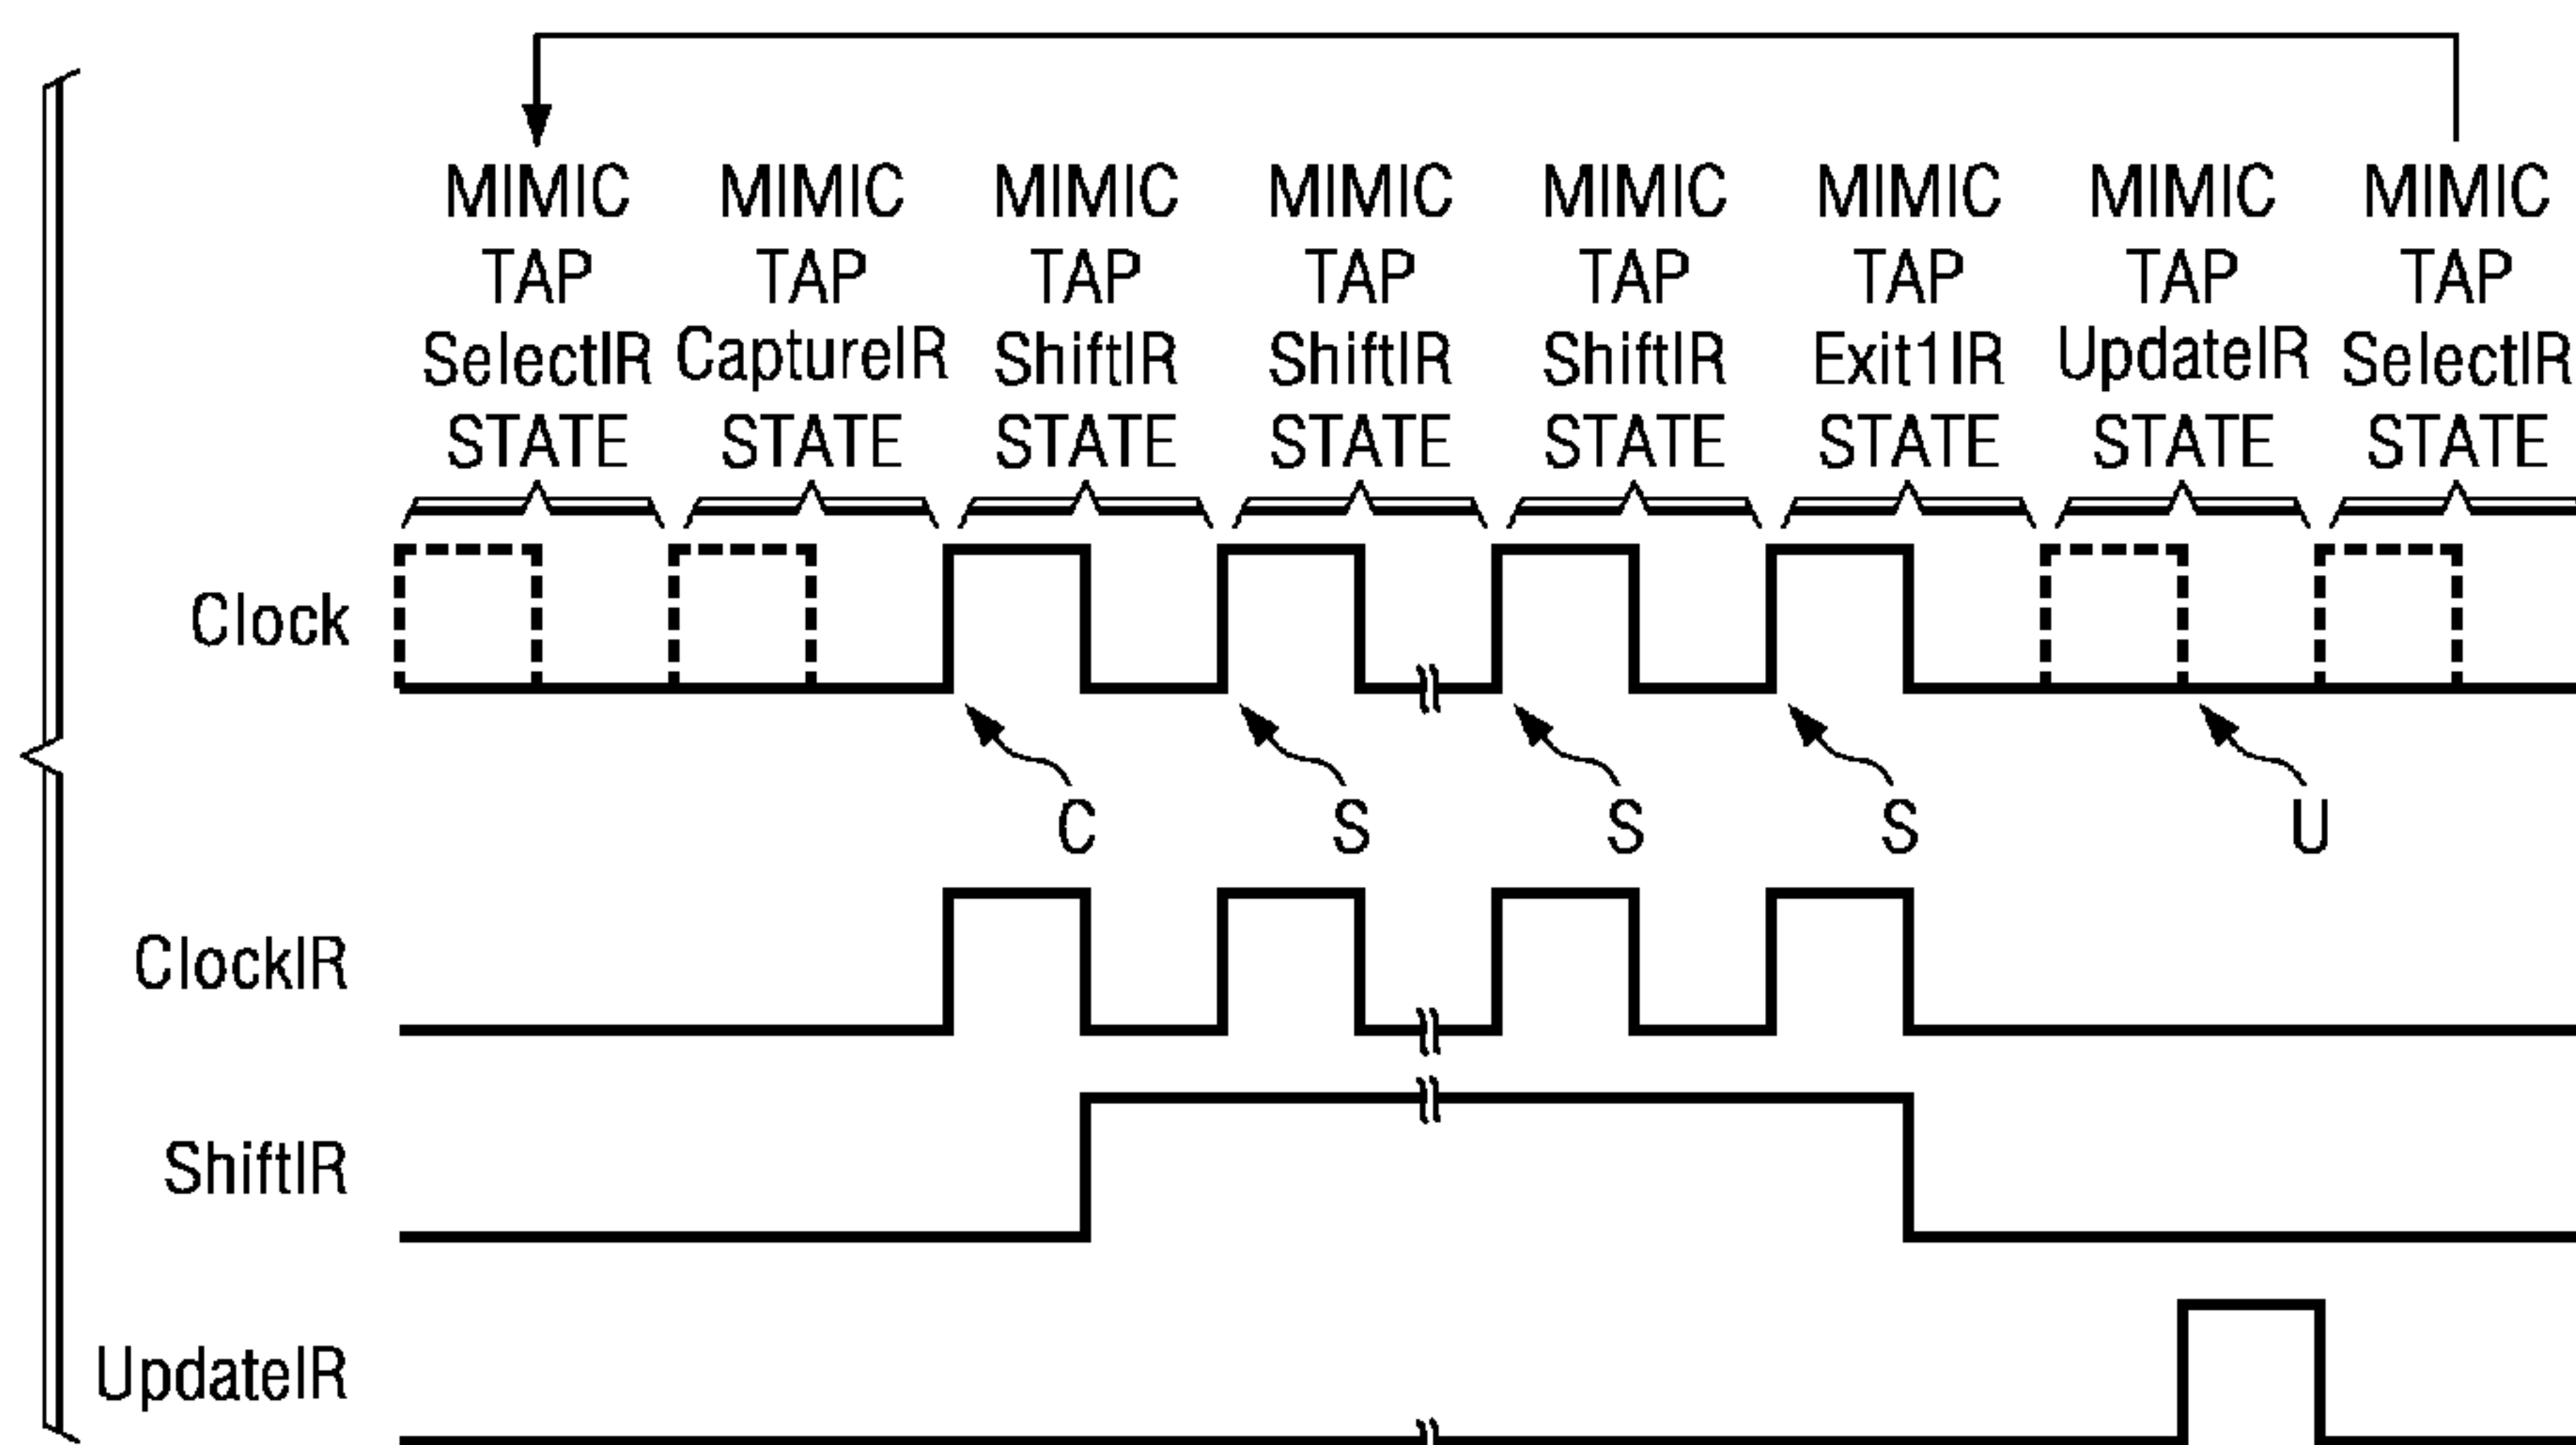 MIMIC MIMIC MIMIC MIMIC MIMIC MIMIC MIMIC MIMIC
TAP TAP TAP TAP TAP TAP TAP TAP
SelectIR CaptureIR ShiftIR ShiftIR ShiftIR Exit1IR UpdateIR SelectIR
STATE STATE STATE STATE STATE STATE STATE STATE
Clock
C S S S U
ClockIR
ShiftIR
UpdateIR